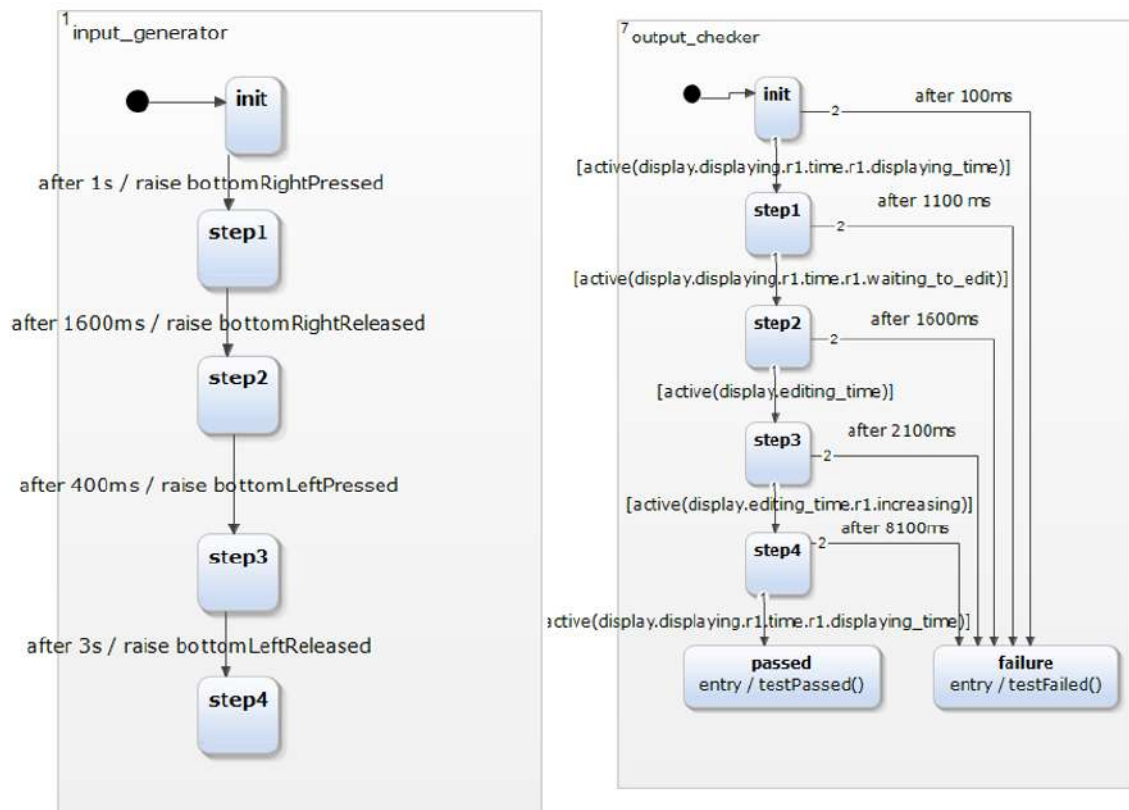 1
input_generator
init
after 1s / raise bottomRightPressed
step1
after 1600ms / raise bottomRightReleased
step2
after 400ms / raise bottomLeftPressed
step3
after 3s / raise bottomLeftReleased
step4
7
output_checker
init
2
after 100ms
1
[active(display.displaying.r1.time.r1.displaying_time)]
step1
2
after 1100 ms
1
[active(display.displaying.r1.time.r1.waiting_to_edit)]
step2
2
after 1600ms
1
[active(display.editing_time)]
step3
2
after 2100ms
1
[active(display.editing_time.r1.increasing)]
step4
2
after 8100ms
1
active(display.displaying.r1.time.r1.displaying_time)]
passed
entry / testPassed()
failure
entry / testFailed()